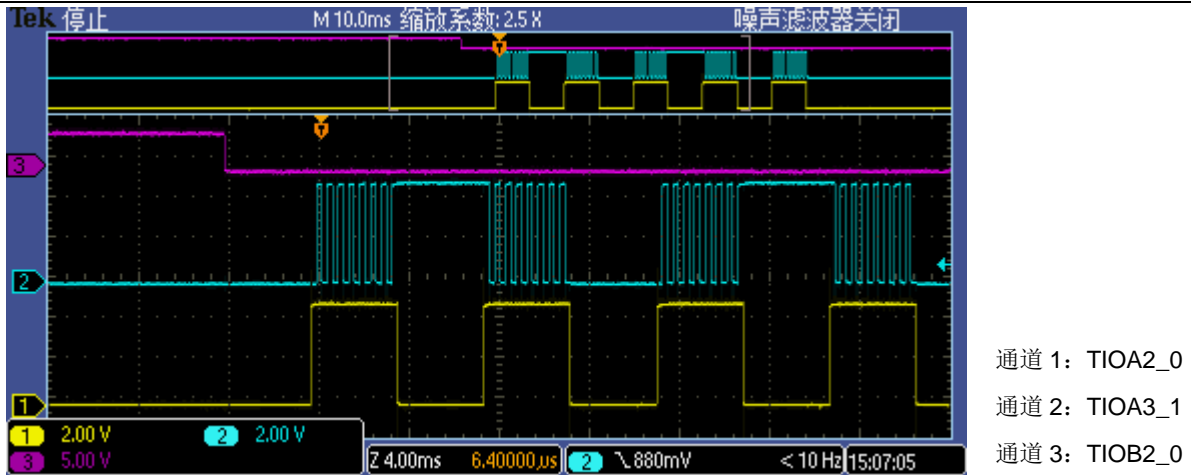 Tek 停止 M 10.0ms 缩放系数: 2.5 X 噪声滤波器关闭
T
T
3
2
1
1 2.00 V 2 2.00 V
3 5.00 V
Z 4.00ms 6.40000µs 2 \ 880mV < 10 Hz 15:07:05
通道 1：TIOA2_0
通道 2：TIOA3_1
通道 3：TIOB2_0